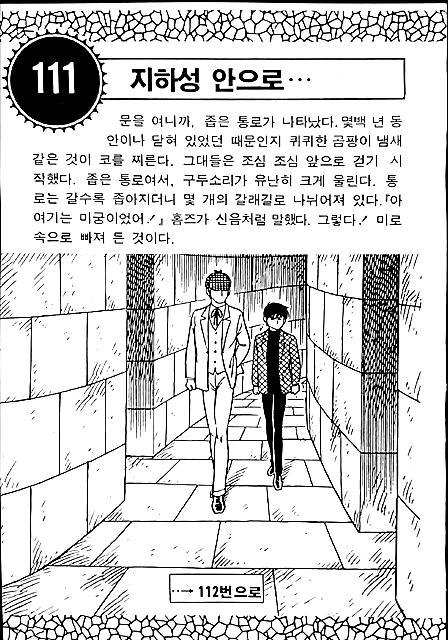 111
지하성 안으로…
문을 여니까, 좁은 통로가 나타났다. 몇백 년 동
안이나 닫혀 있었던 때문인지 퀴퀴한 곰팡이 냄새
같은 것이 코를 찌른다. 그대들은 조심 조심 앞으로 걷기 시
작했다. 좁은 통로여서, 구두소리가 유난히 크게 울린다. 통
로는 갈수록 좁아지더니 몇 개의 갈래길로 나뉘어져 있다.『아
여기는 미궁이었어!』 홈즈가 신음처럼 말했다. 그렇다! 미로
속으로 빠져 든 것이다.
…→ 112번으로